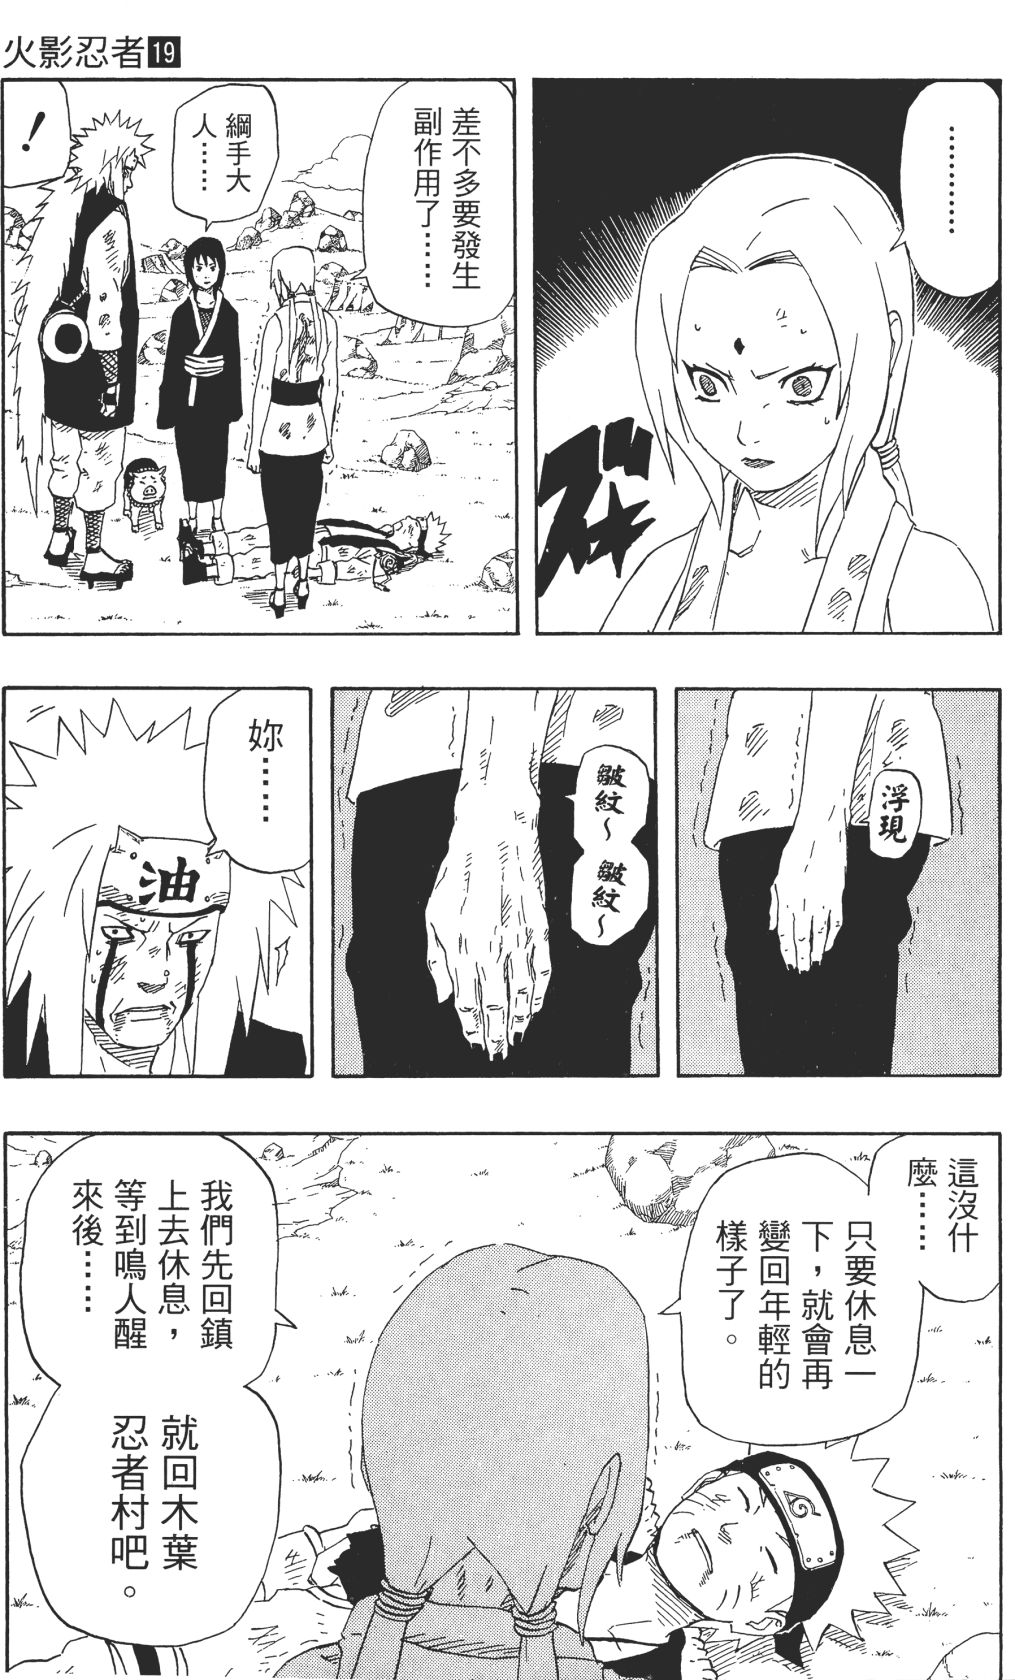 火影忍者19
………
差不多要發生
副作用了……
綱手大
人……
！
浮現
皺紋～
皺紋～
妳……
這沒什
麼……
只要休息一
下，就會再
變回年輕的
樣子了。
我們先回鎮
上去休息，
等到鳴人醒
來後……
就回木葉
忍者村吧。
油